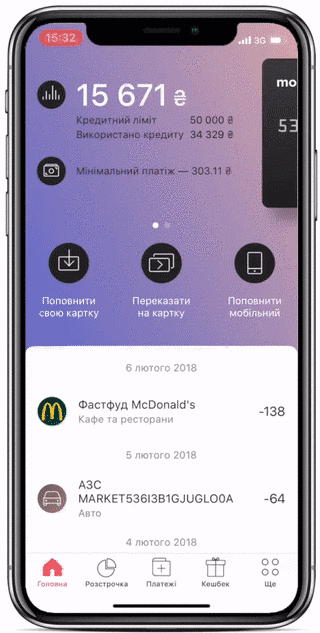 15:32
3G
15 671 ₴
Кредитний ліміт 50 000 ₴
Використано кредиту 34 329 ₴
Мінімальний платіж — 303.11 ₴
mo
53
Поповнити
свою картку
Переказати
на картку
Поповнити
мобільний
6 лютого 2018
Фастфуд McDonald's -138
Кафе та ресторани
5 лютого 2018
АЗС
MARKET536I3B1GJUGLO0A -64
Авто
4 лютого 2018
Головна Розстрочка Платежі Кешбек Ще